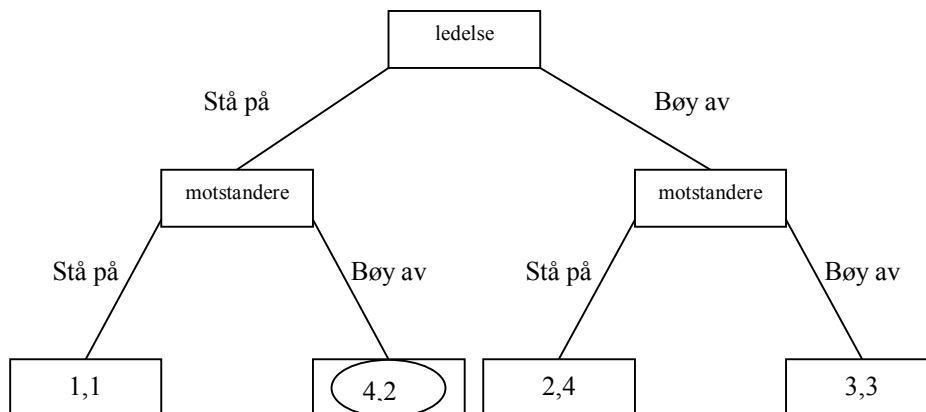 ledelse
Stå på
Bøy av
motstandere
motstandere
Stå på
Bøy av
Stå på
Bøy av
1,1
4,2
2,4
3,3